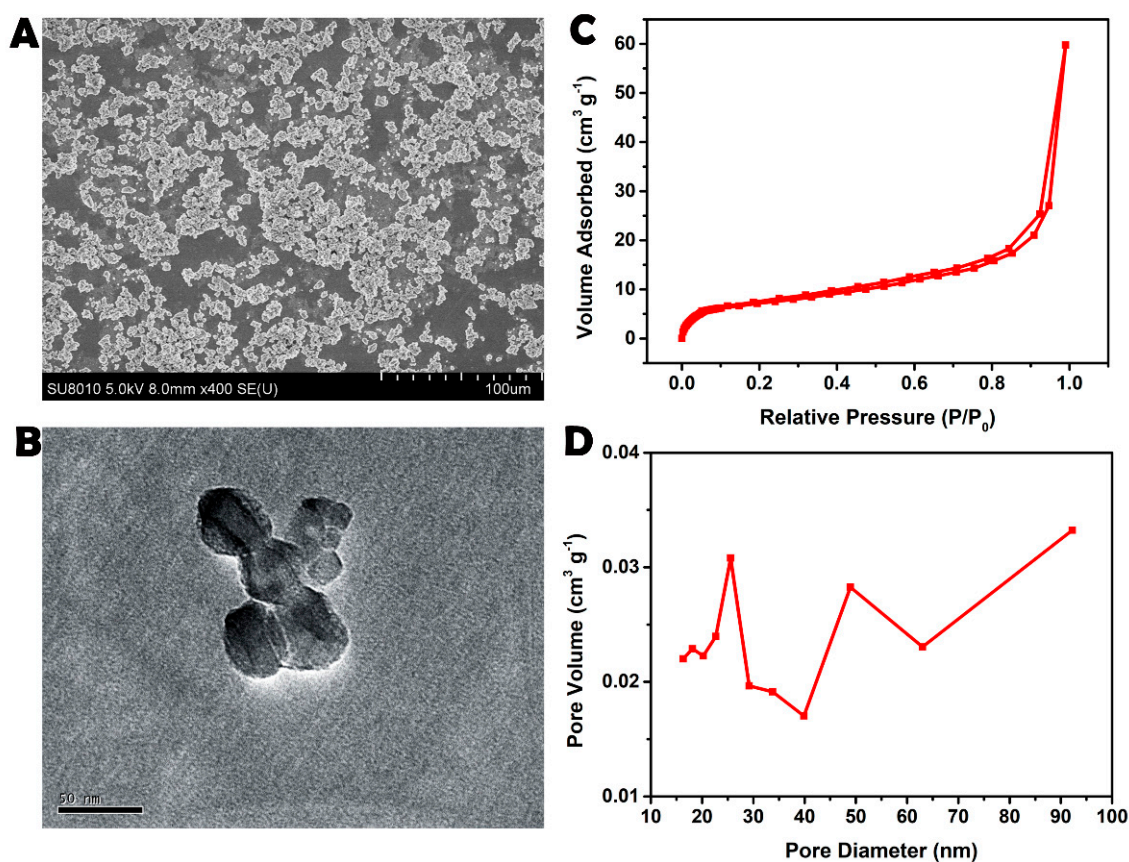 A
SU8010 5.0kV 8.0mm x400 SE(U)
100um
B
50 nm
C
Volume Adsorbed (cm³ g⁻¹)
60
50
40
30
20
10
0
0.0 0.2 0.4 0.6 0.8 1.0
Relative Pressure (P/P₀)
D
Pore Volume (cm³ g⁻¹)
0.04
0.03
0.02
0.01
10 20 30 40 50 60 70 80 90 100
Pore Diameter (nm)